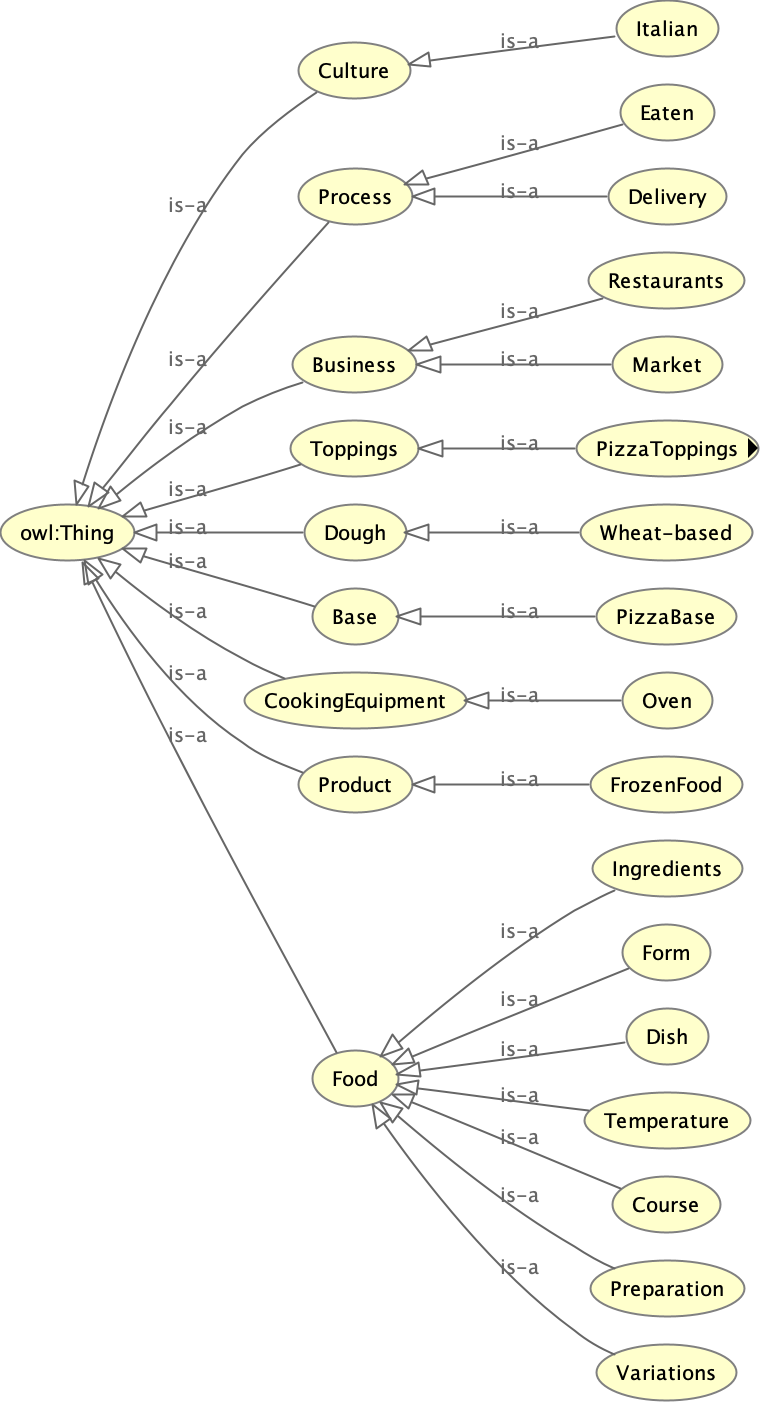 Italian
is-a
Culture
Eaten
is-a
Process
is-a
Delivery
is-a
Restaurants
is-a
is-a
Business
is-a
Market
is-a
Toppings
is-a
PizzaToppings
is-a
owl:Thing
is-a
Dough
is-a
Wheat-based
is-a
Base
is-a
PizzaBase
is-a
CookingEquipment
is-a
Oven
is-a
Product
is-a
FrozenFood
is-a
Ingredients
is-a
Form
is-a
Dish
is-a
Food
is-a
Temperature
is-a
Course
is-a
Preparation
is-a
Variations